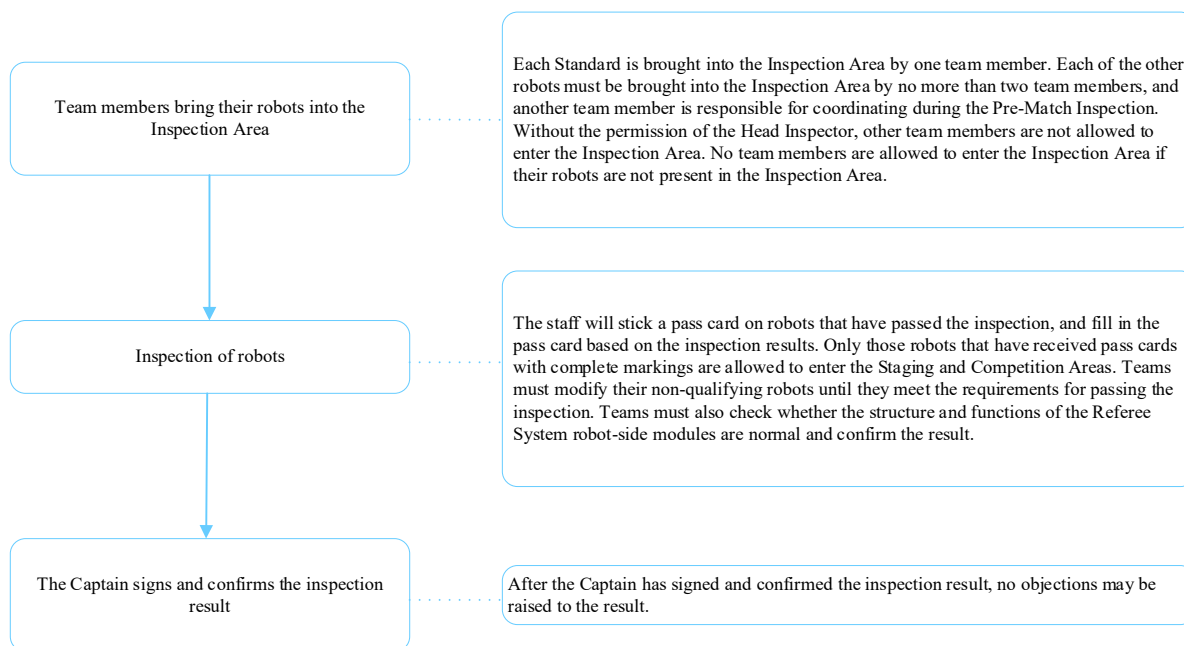 Team members bring their robots into the
Inspection Area
Each Standard is brought into the Inspection Area by one team member. Each of the other
robots must be brought into the Inspection Area by no more than two team members, and
another team member is responsible for coordinating during the Pre-Match Inspection.
Without the permission of the Head Inspector, other team members are not allowed to
enter the Inspection Area. No team members are allowed to enter the Inspection Area if
their robots are not present in the Inspection Area.
Inspection of robots
The staff will stick a pass card on robots that have passed the inspection, and fill in the
pass card based on the inspection results. Only those robots that have received pass cards
with complete markings are allowed to enter the Staging and Competition Areas. Teams
must modify their non-qualifying robots until they meet the requirements for passing the
inspection. Teams must also check whether the structure and functions of the Referee
System robot-side modules are normal and confirm the result.
The Captain signs and confirms the inspection
result
After the Captain has signed and confirmed the inspection result, no objections may be
raised to the result.